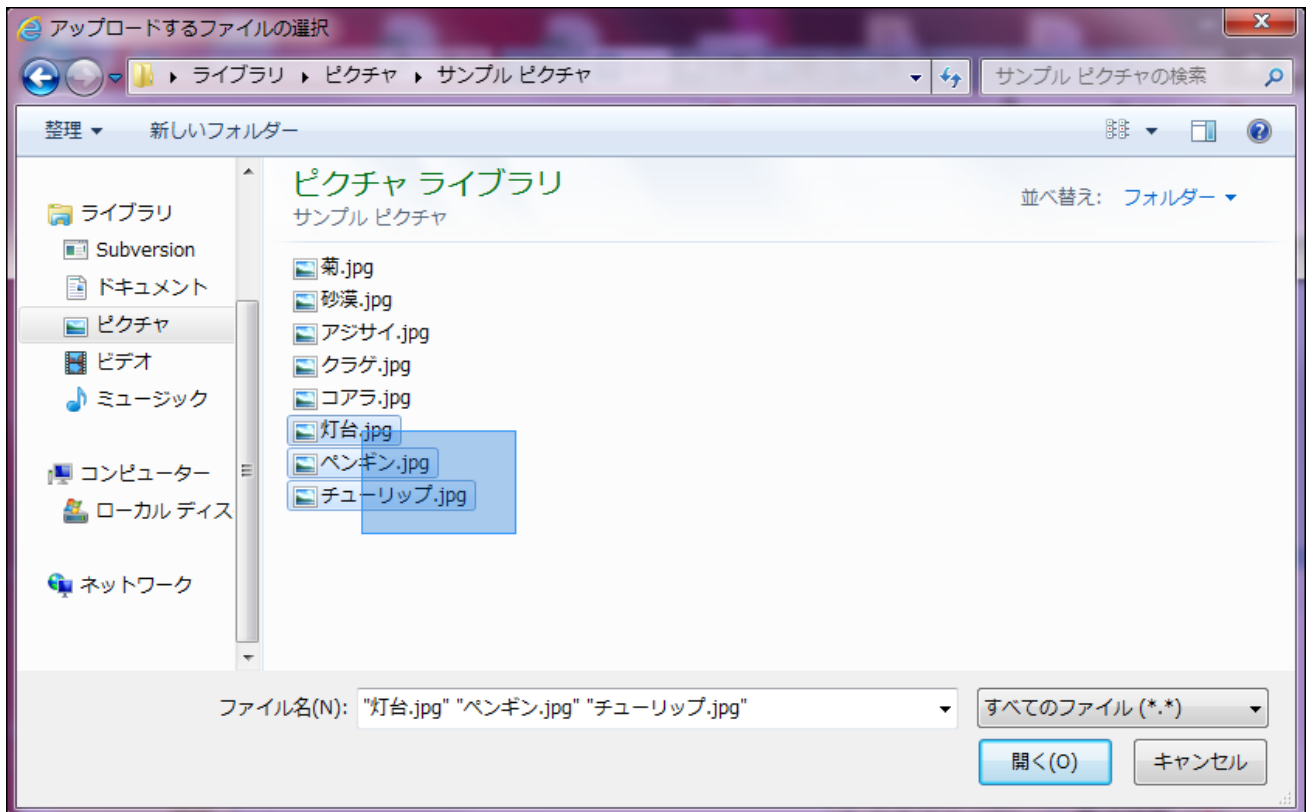 アップロードするファイルの選択
ライブラリ ▸ ピクチャ ▸ サンプル ピクチャ
サンプル ピクチャの検索
整理 ▼ 新しいフォルダー
ピクチャ ライブラリ
サンプル ピクチャ
並べ替え: フォルダー ▼
ライブラリ
Subversion
ドキュメント
ピクチャ
ビデオ
ミュージック
コンピューター
ローカル ディス
ネットワーク
菊.jpg
砂漠.jpg
アジサイ.jpg
クラゲ.jpg
コアラ.jpg
灯台.jpg
ペンギン.jpg
チューリップ.jpg
ファイル名(N): "灯台.jpg" "ペンギン.jpg" "チューリップ.jpg"
すべてのファイル (*.*)
開く(O) キャンセル